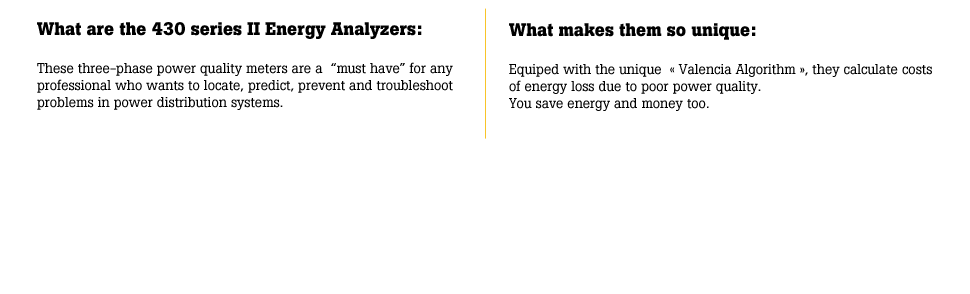 What are the 430 series II Energy Analyzers:
These three-phase power quality meters are a  “must have” for any
professional who wants to locate, predict, prevent and troubleshoot
problems in power distribution systems.
What makes them so unique:
Equiped with the unique  « Valencia Algorithm », they calculate costs
of energy loss due to poor power quality.
You save energy and money too.